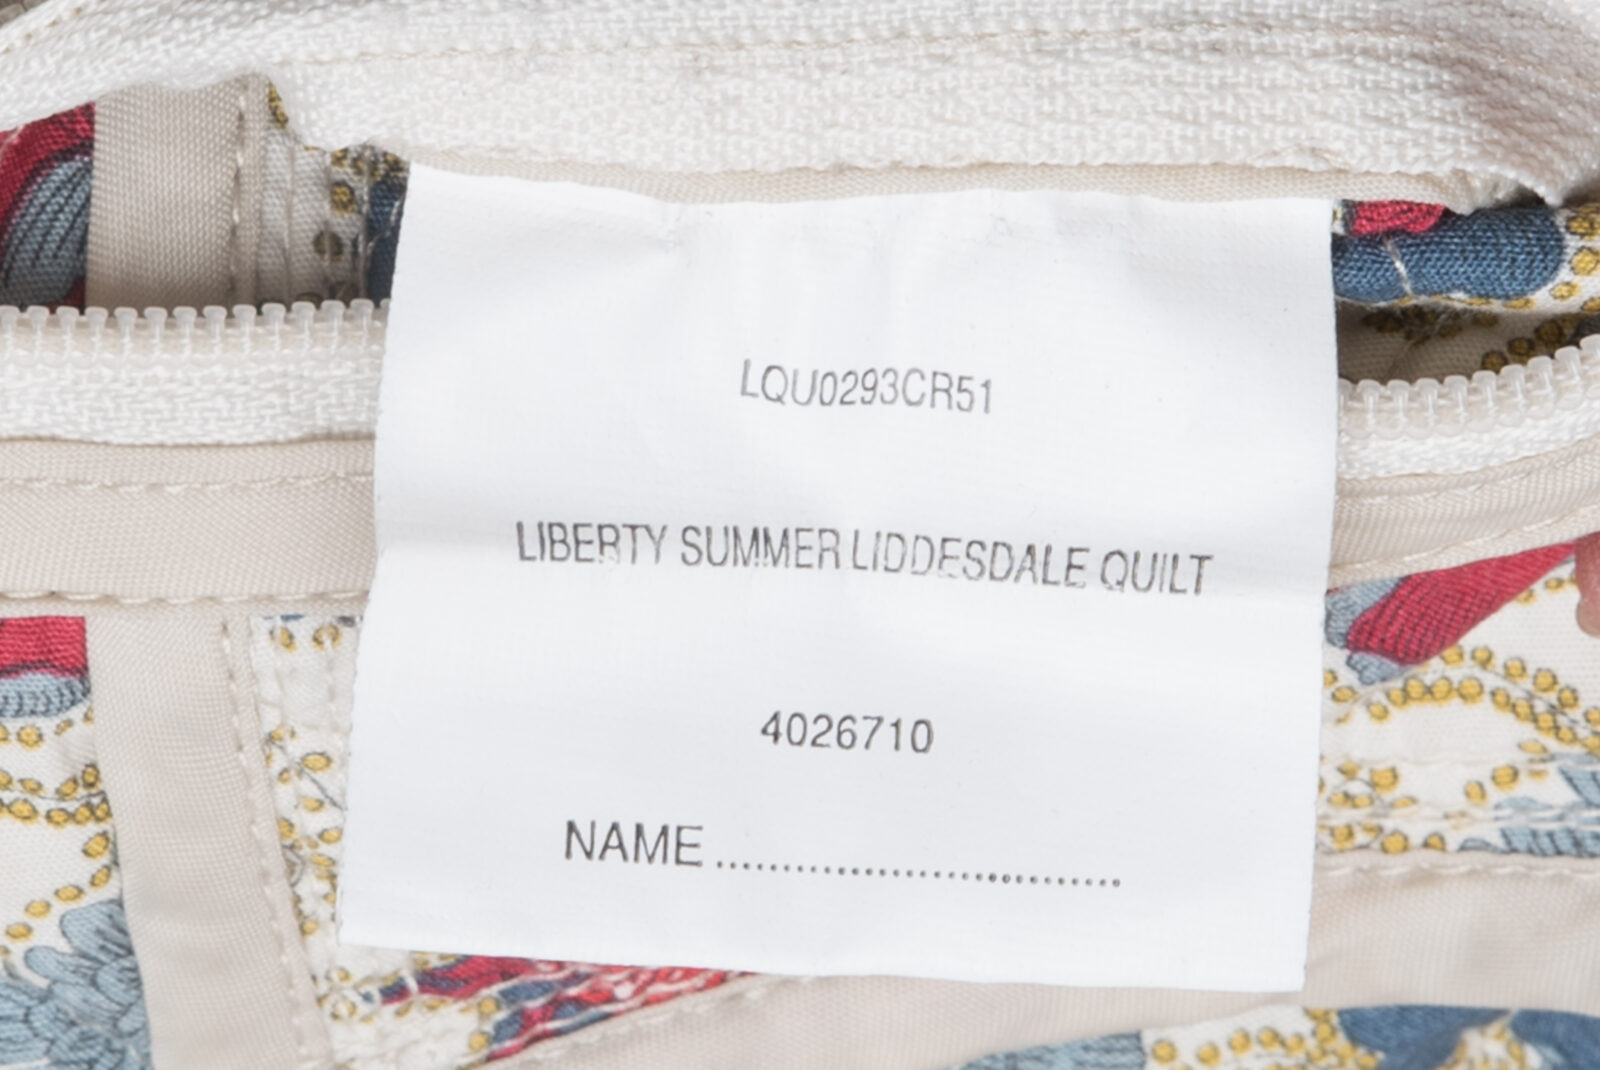 LQU0293CR51
LIBERTY SUMMER LIDDESDALE QUILT
4026710
NAME ..........................................